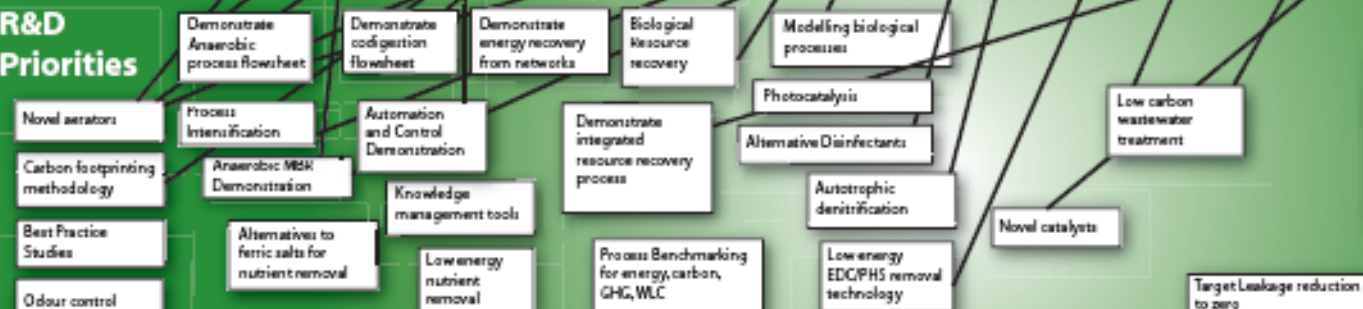 R&D
Priorities
Demonstrate
Anaerobic
process flowsheet
Demonstrate
codigestion
flowsheet
Demonstrate
energy recovery
from networks
Biological
Resource
recovery
Modelling biological
processes
Novel aerators
Process
Intensification
Automation
and Control
Demonstration
Demonstrate
integrated
resource recovery
process
Photocatalysis
Alternative Disinfectants
Low carbon
wastewater
treatment
Carbon footprinting
methodology
Anaerobic MBR
Demonstration
Knowledge
management tools
Autotrophic
denitrification
Novel catalysts
Best Practice
Studies
Alternatives to
ferric salts for
nutrient removal
Low energy
nutrient
removal
Process Benchmarking
for energy, carbon,
GHG, WLC
Low energy
EDC/PHS removal
technology
Odour control
Target Leakage reduction
to zero